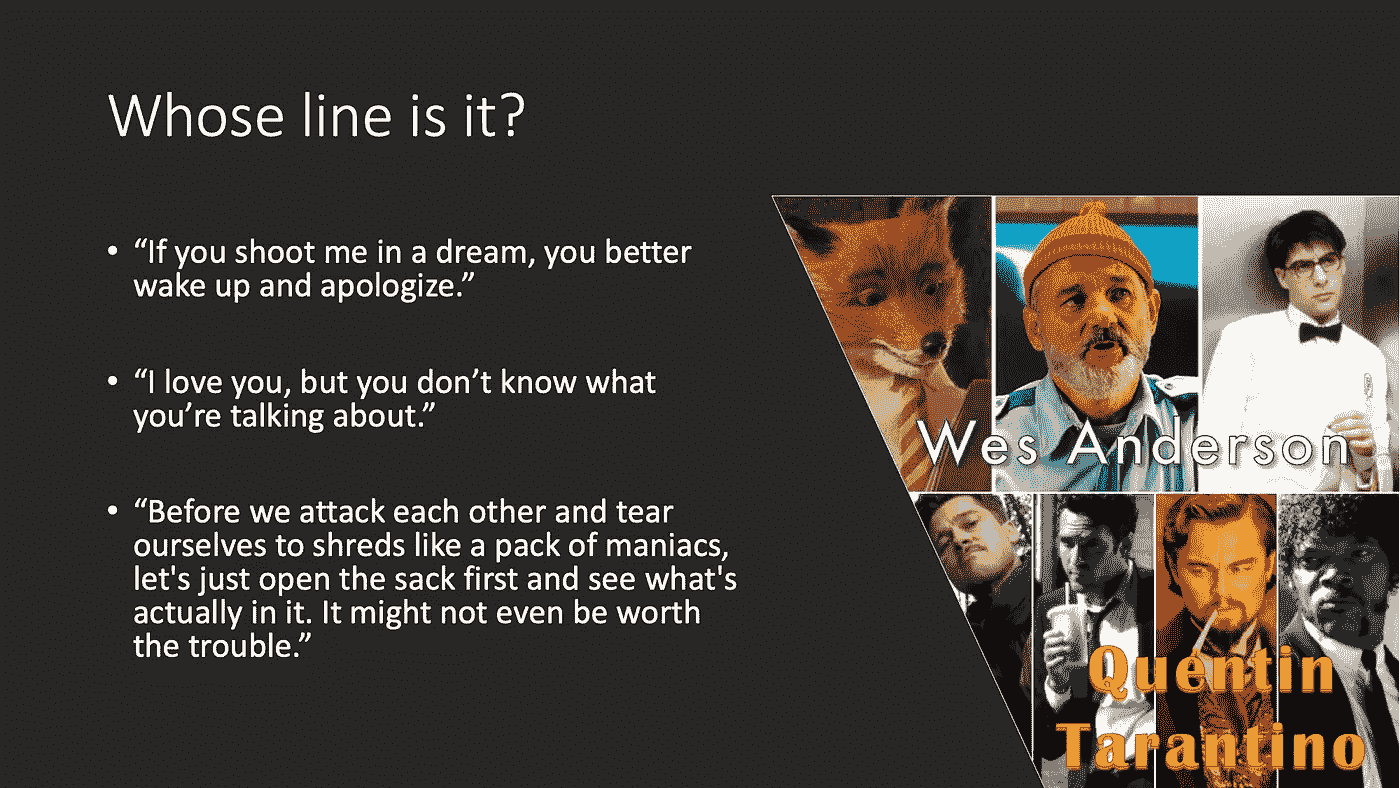 Whose line is it?
• “If you shoot me in a dream, you better
wake up and apologize.”
• “I love you, but you don’t know what
you’re talking about.”
• “Before we attack each other and tear
ourselves to shreds like a pack of maniacs,
let's just open the sack first and see what's
actually in it. It might not even be worth
the trouble.”
Wes Anderson
Quentin
Tarantino